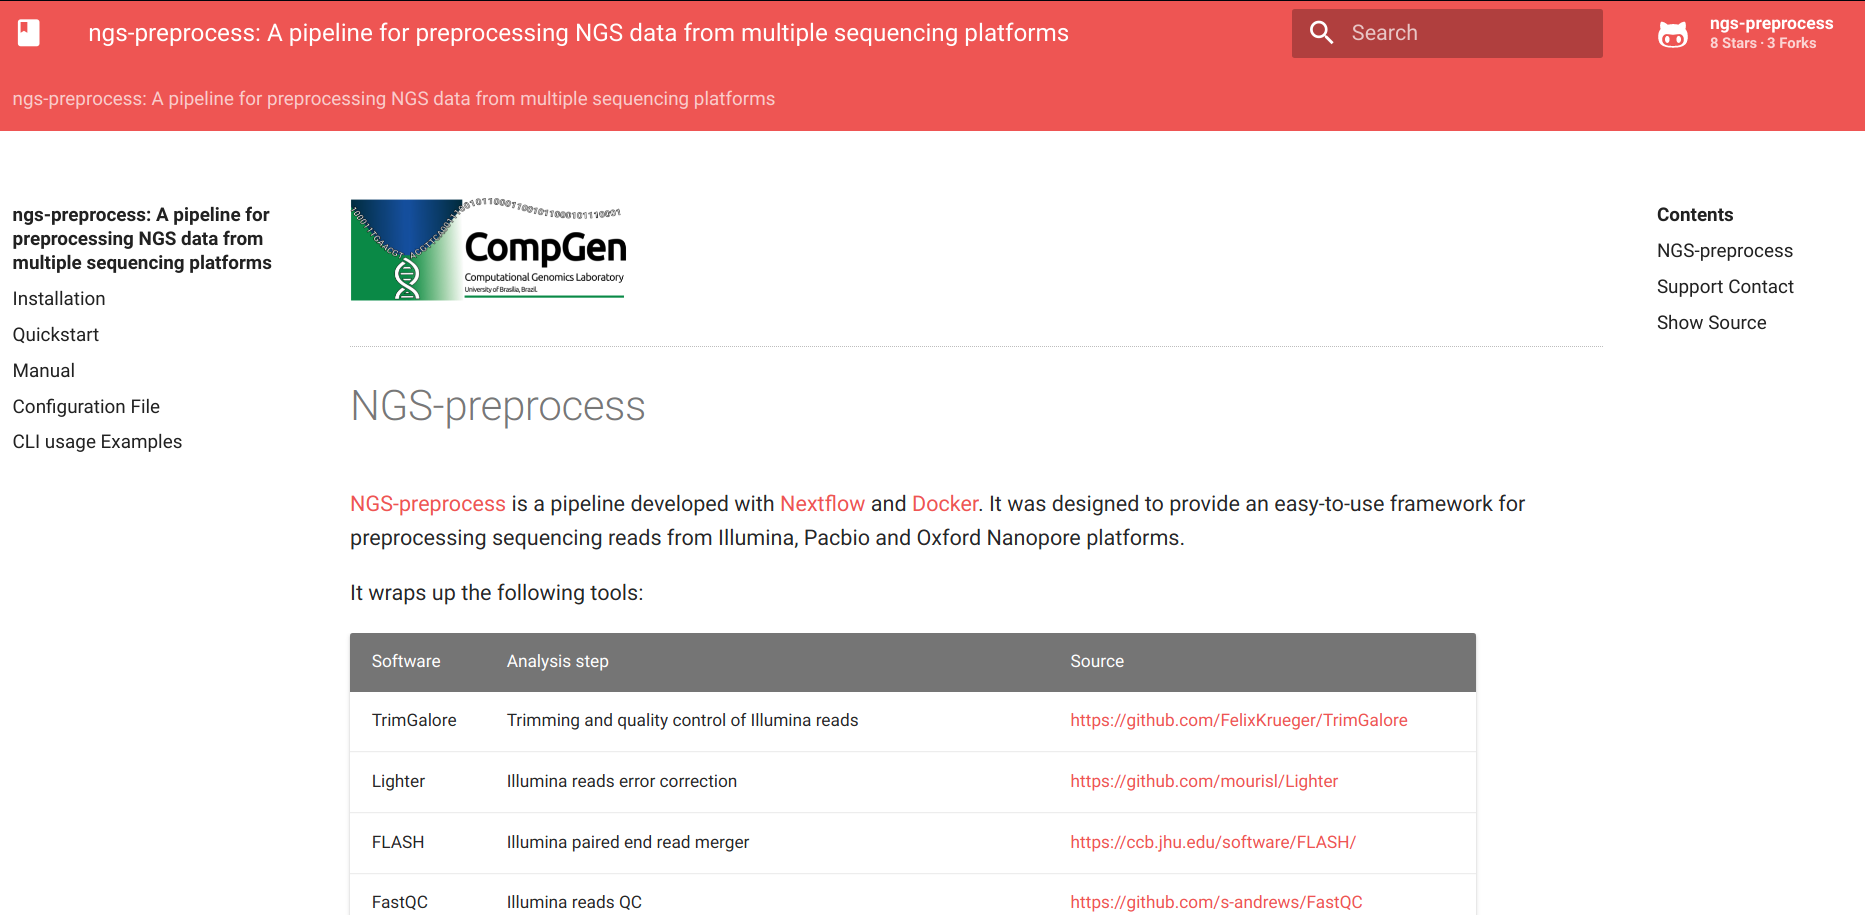 ngs-preprocess: A pipeline for preprocessing NGS data from multiple sequencing platforms
Search
ngs-preprocess
8 Stars · 3 Forks
ngs-preprocess: A pipeline for preprocessing NGS data from multiple sequencing platforms
ngs-preprocess: A pipeline for
preprocessing NGS data from
multiple sequencing platforms
Installation
Quickstart
Manual
Configuration File
CLI usage Examples
CompGen
Computational Genomics Laboratory
University of Brasilia, Brazil.
NGS-preprocess
NGS-preprocess is a pipeline developed with Nextflow and Docker. It was designed to provide an easy-to-use framework for
preprocessing sequencing reads from Illumina, Pacbio and Oxford Nanopore platforms.
It wraps up the following tools:
Software Analysis step Source
TrimGalore Trimming and quality control of Illumina reads https://github.com/FelixKrueger/TrimGalore
Lighter Illumina reads error correction https://github.com/mourisl/Lighter
FLASH Illumina paired end read merger https://ccb.jhu.edu/software/FLASH/
FastQC Illumina reads QC https://github.com/s-andrews/FastQC
Contents
NGS-preprocess
Support Contact
Show Source